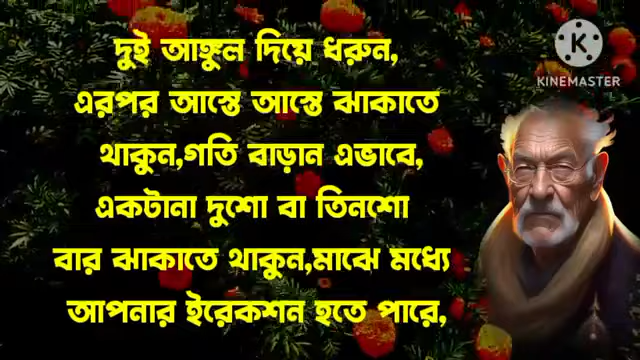 দুই আঙ্গুল দিয়ে ধরুন,
এরপর আস্তে আস্তে ঝাকাতে
থাকুন,গতি বাড়ান এভাবে,
একটানা দুশো বা তিনশো
বার ঝাকাতে থাকুন,মাঝে মধ্যে
আপনার ইরেকশন হতে পারে,
K
KINEMASTER